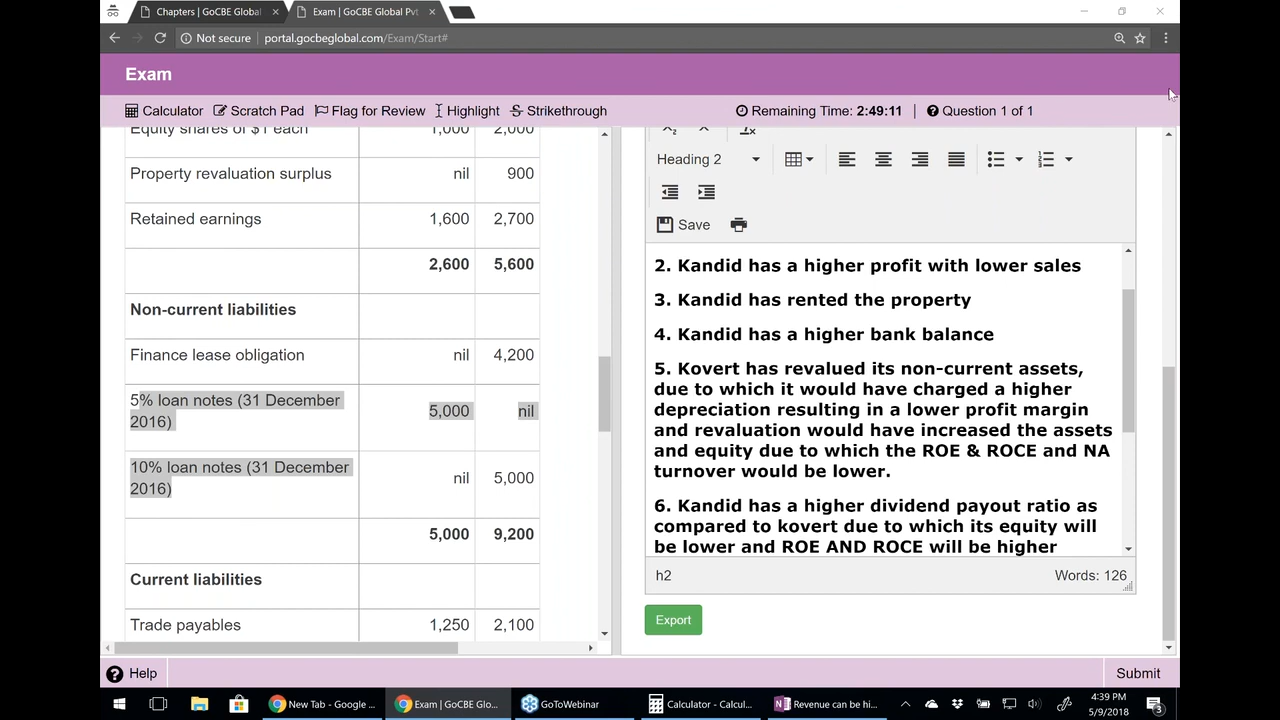 Chapters | GoCBE Global
Exam | GoCBE Global Pvt
Not secure portal.gocbeglobal.com/Exam/Start#
Exam
Calculator Scratch Pad Flag for Review Highlight Strikethrough Remaining Time: 2:49:11 Question 1 of 1
Equity shares of $1 each 1,000 2,000
Property revaluation surplus nil 900
Retained earnings 1,600 2,700
2,600 5,600
Non-current liabilities
Finance lease obligation nil 4,200
5% loan notes (31 December
2016) 5,000 nil
10% loan notes (31 December
2016) nil 5,000
5,000 9,200
Current liabilities
Trade payables 1,250 2,100
Heading 2
Save
2. Kandid has a higher profit with lower sales
3. Kandid has rented the property
4. Kandid has a higher bank balance
5. Kovert has revalued its non-current assets,
due to which it would have charged a higher
depreciation resulting in a lower profit margin
and revaluation would have increased the assets
and equity due to which the ROE & ROCE and NA
turnover would be lower.
6. Kandid has a higher dividend payout ratio as
compared to kovert due to which its equity will
be lower and ROE AND ROCE will be higher
h2 Words: 126
Export
Help Submit
New Tab - Google ... Exam | GoCBE Glo... GoToWebinar Calculator - Calcul... Revenue can be hi...
4:39 PM
5/9/2018
3